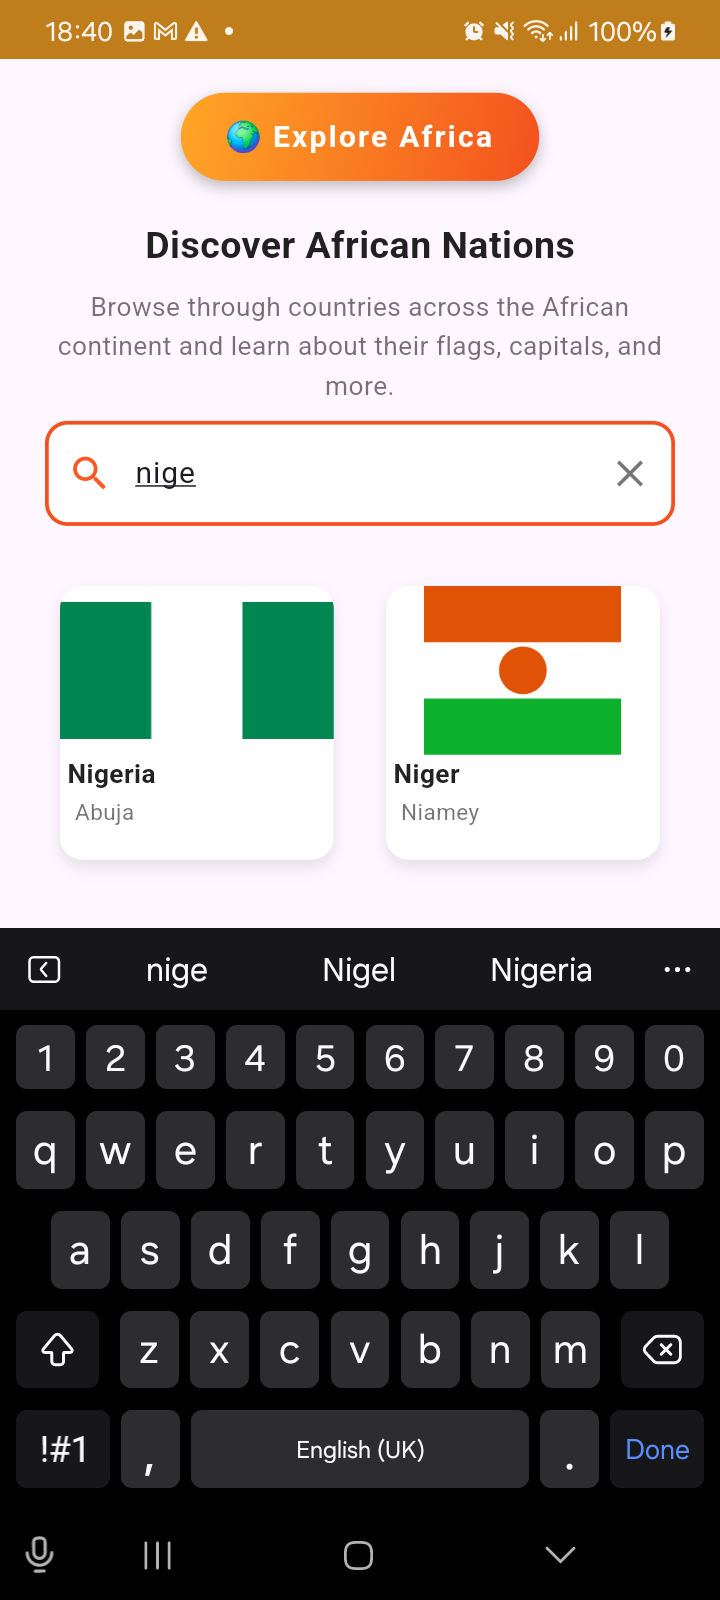 18:40 100%
Explore Africa
Discover African Nations
Browse through countries across the African
continent and learn about their flags, capitals, and
more.
nige
Nigeria Niger
Abuja Niamey
nige Nigel Nigeria
1 2 3 4 5 6 7 8 9 0
q w e r t y u i o p
a s d f g h j k l
z x c v b n m
!#1 , English (UK) . Done